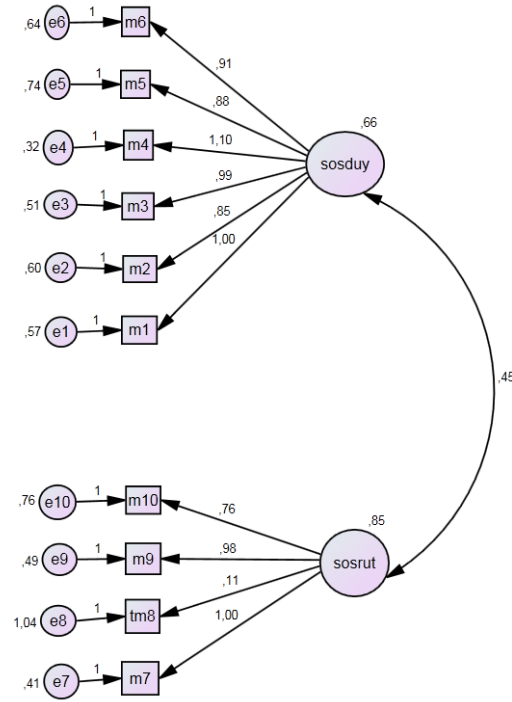 ,64 e6 1 m6
,91
,74 e5 1 m5
,88
,66
,32 e4 1 m4
1,10
sosduy
,99
,51 e3 1 m3
,85
,60 e2 1 m2
1,00
,57 e1 1 m1
,45
,76 e10 1 m10
,76
,85
,49 e9 1 m9
,98
sosrut
,11
1,04 e8 1 tm8
1,00
,41 e7 1 m7